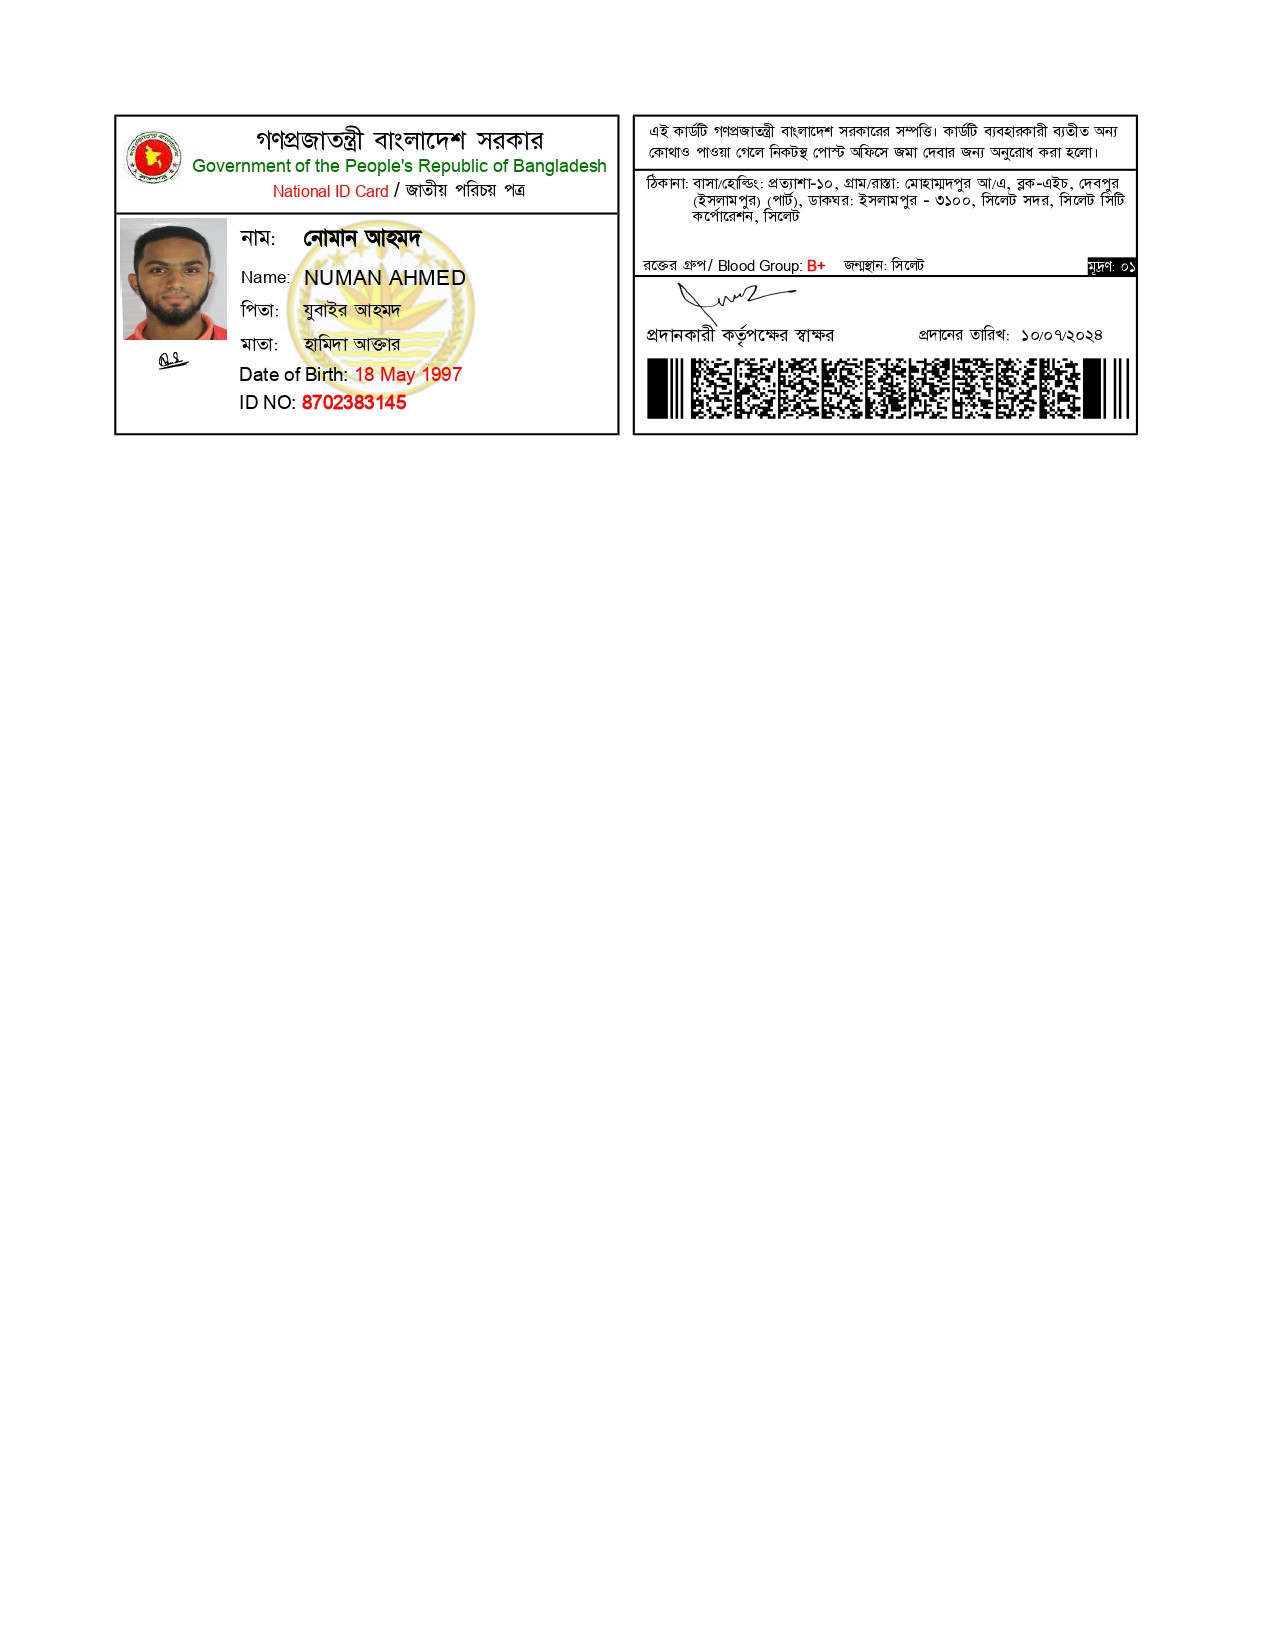 গণপ্রজাতন্ত্রী বাংলাদেশ সরকার
Government of the People's Republic of Bangladesh
National ID Card / জাতীয় পরিচয় পত্র
নাম: নোমান আহমদ
Name: NUMAN AHMED
পিতা: যুবাইর আহমদ
মাতা: হামিদা আক্তার
Date of Birth: 18 May 1997
ID NO: 8702383145
এই কার্ডটি গণপ্রজাতন্ত্রী বাংলাদেশ সরকারের সম্পত্তি। কার্ডটি ব্যবহারকারী ব্যতীত অন্য
কোথাও পাওয়া গেলে নিকটস্থ পোস্ট অফিসে জমা দেবার জন্য অনুরোধ করা হলো।
ঠিকানা: বাসা/হোল্ডিং: প্রত্যাশা-১০, গ্রাম/রাস্তা: মোহাম্মদপুর আ/এ, ব্লক-এইচ, দেবপুর
(ইসলামপুর) (পার্ট), ডাকঘর: ইসলামপুর - ৩১০০, সিলেট সদর, সিলেট সিটি
কর্পোরেশন, সিলেট
রক্তের গ্রুপ/ Blood Group: B+ জন্মস্থান: সিলেট মূদ্রণ: ০১
প্রদানকারী কর্তৃপক্ষের স্বাক্ষর প্রদানের তারিখ: ১০/০৭/২০২৪